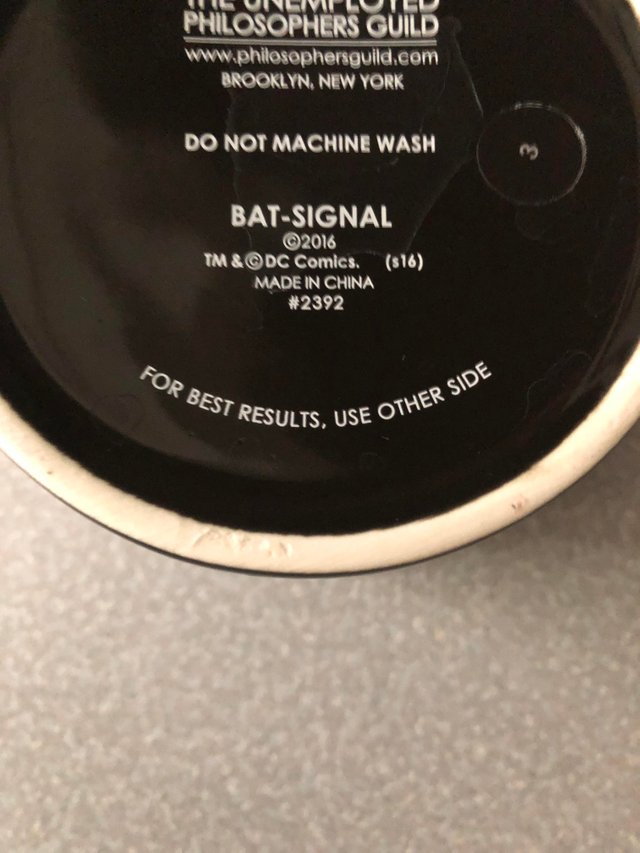 THE UNEMPLOYED
PHILOSOPHERS GUILD
www.philosophersguild.com
BROOKLYN, NEW YORK
DO NOT MACHINE WASH
3
BAT-SIGNAL
©2016
TM & © DC Comics. (s16)
MADE IN CHINA
#2392
FOR BEST RESULTS, USE OTHER SIDE